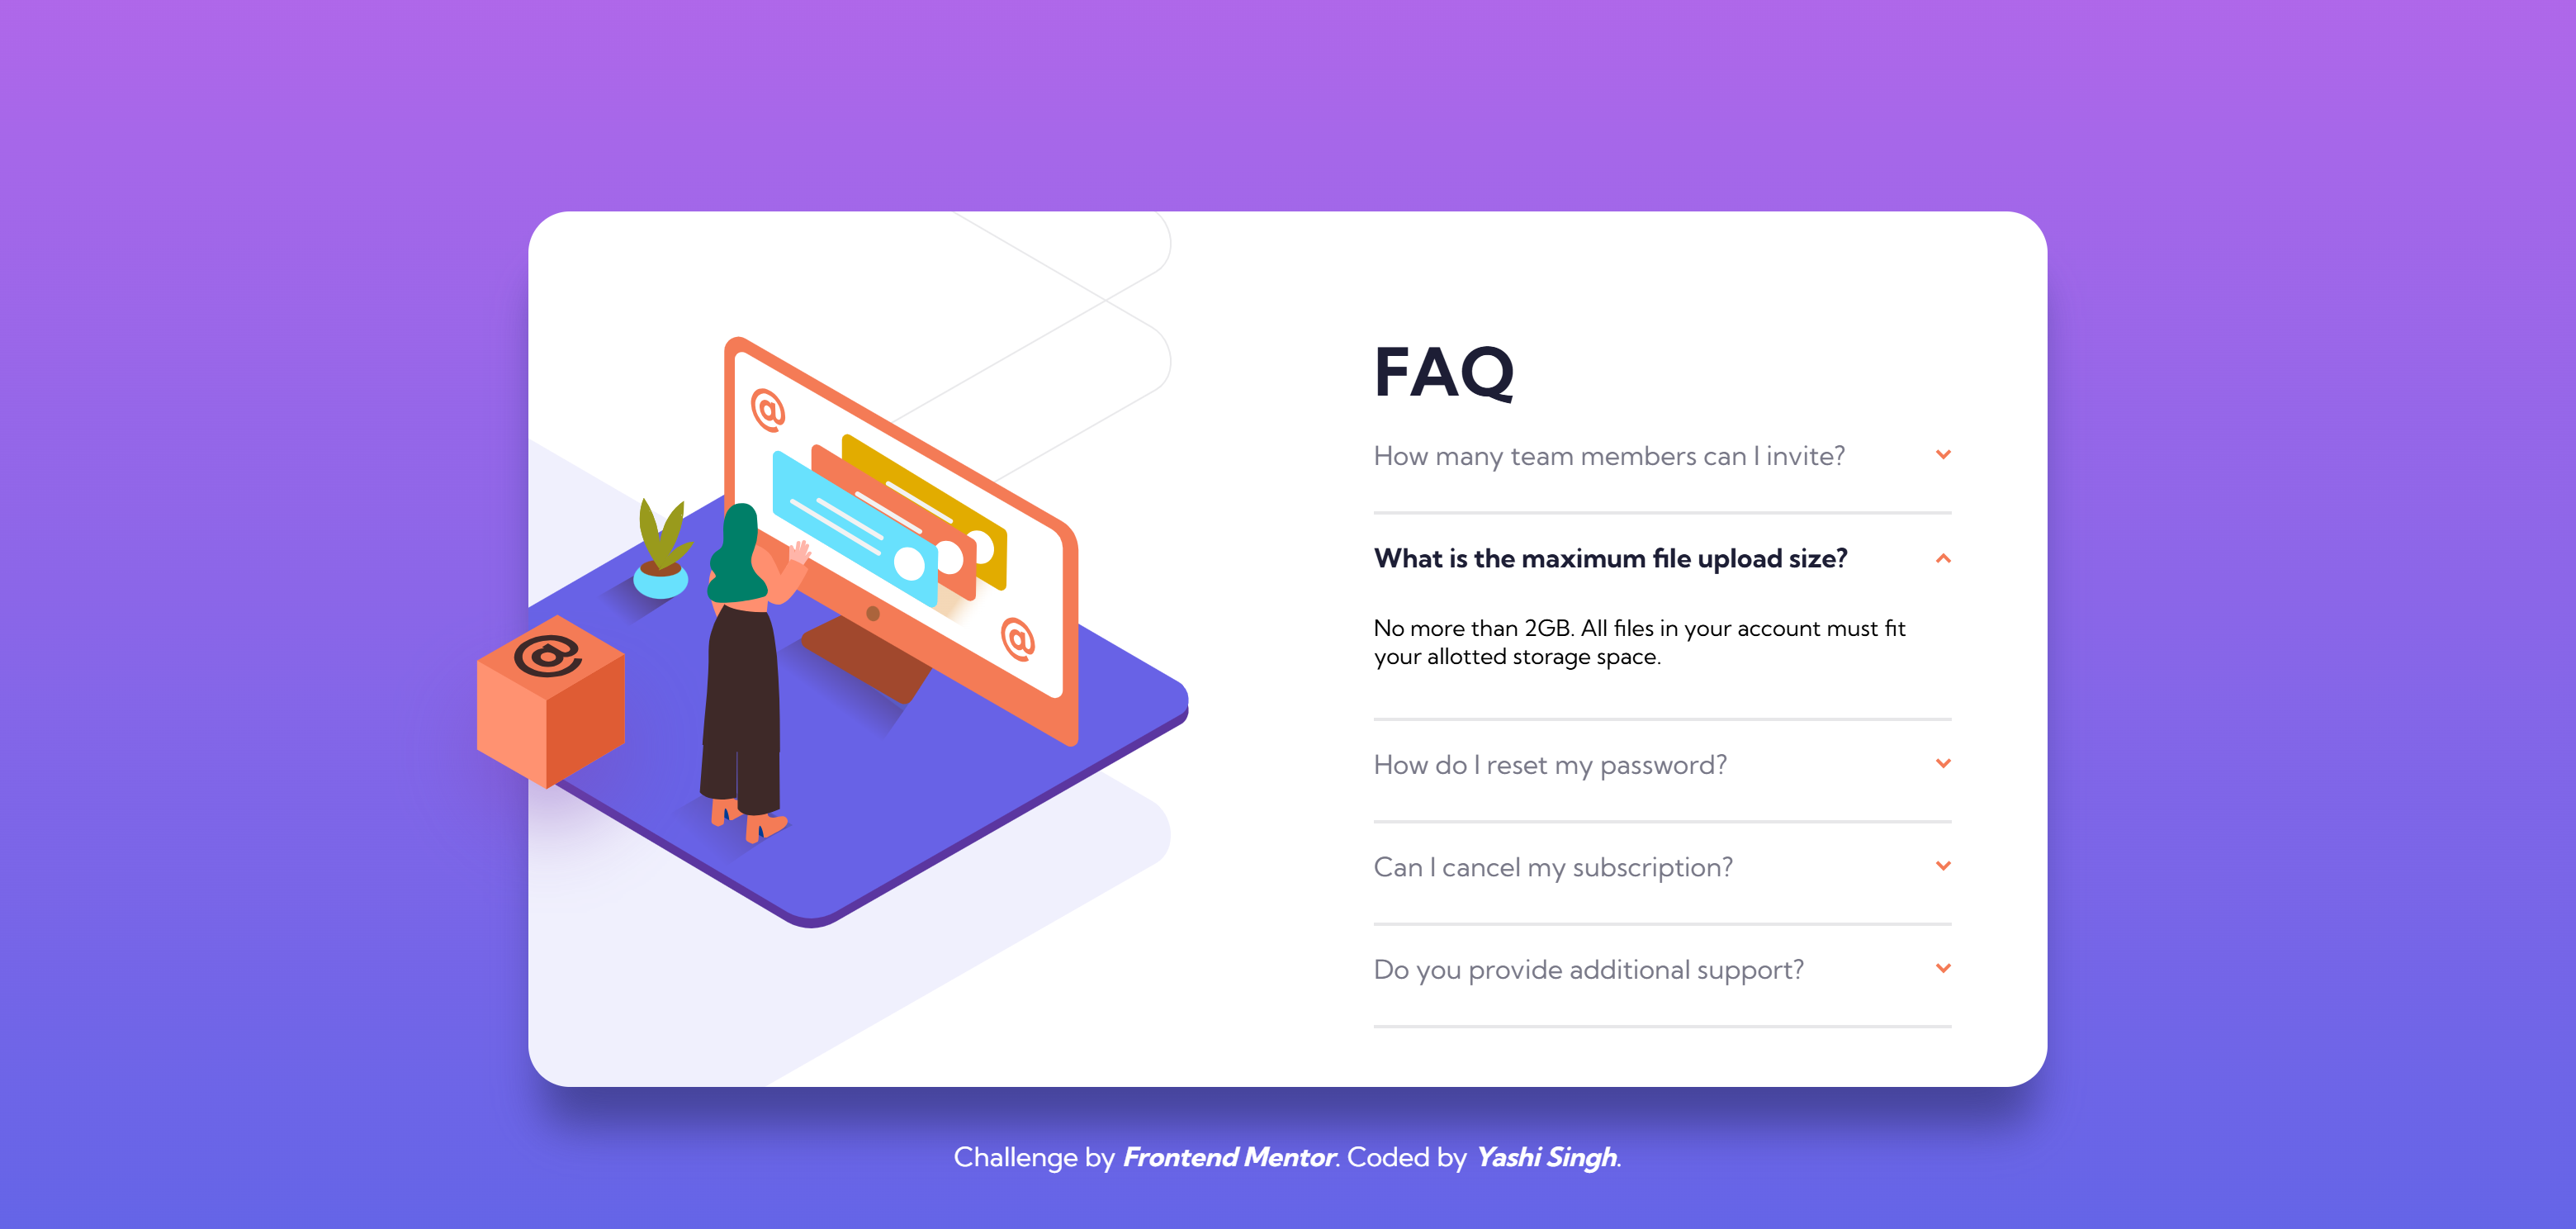 @
@
@
FAQ
How many team members can I invite?
What is the maximum file upload size?
No more than 2GB. All files in your account must fit
your allotted storage space.
How do I reset my password?
Can I cancel my subscription?
Do you provide additional support?
Challenge by Frontend Mentor. Coded by Yashi Singh.